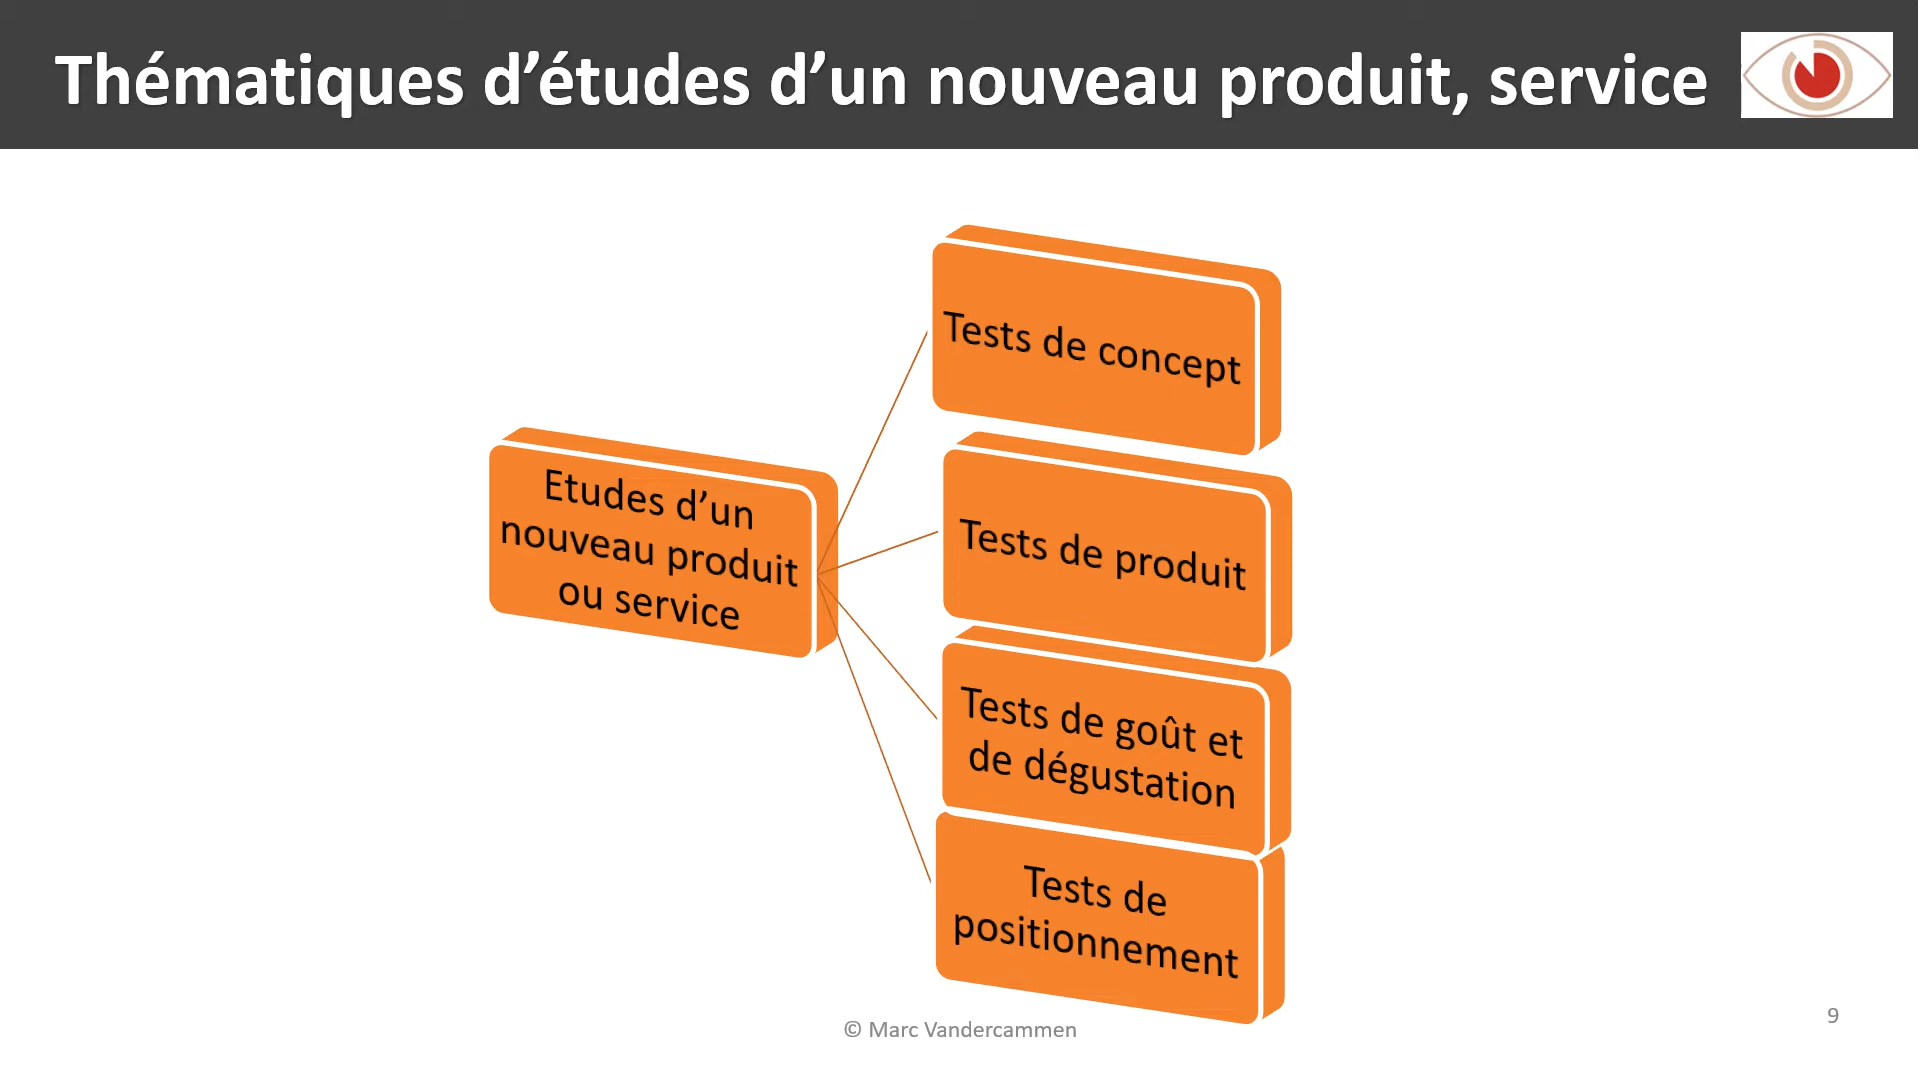 Thématiques d’études d’un nouveau produit, service
Etudes d’un
nouveau produit
ou service
Tests de concept
Tests de produit
Tests de goût et
de dégustation
Tests de
positionnement
© Marc Vandercammen
9